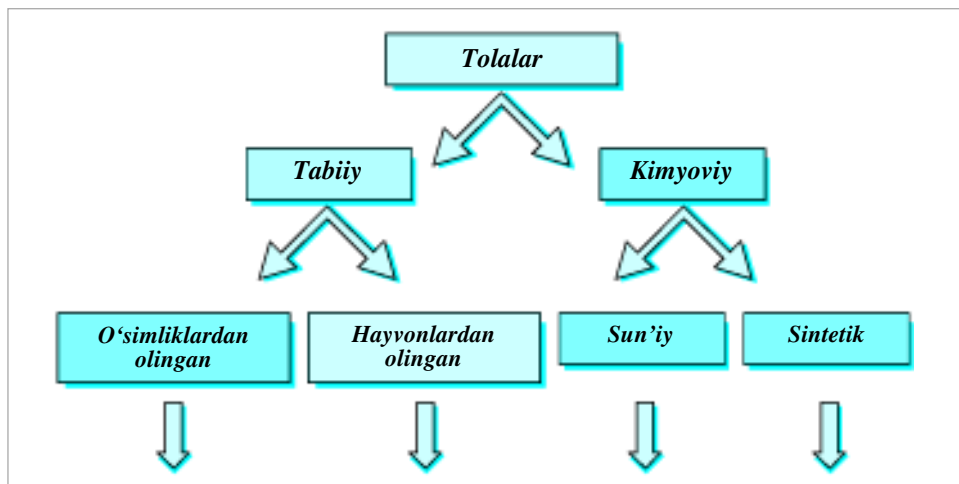 Tolalar
Tabiiy
Kimyoviy
O‘simliklardan
olingan
Hayvonlardan
olingan
Sun’iy
Sintetik